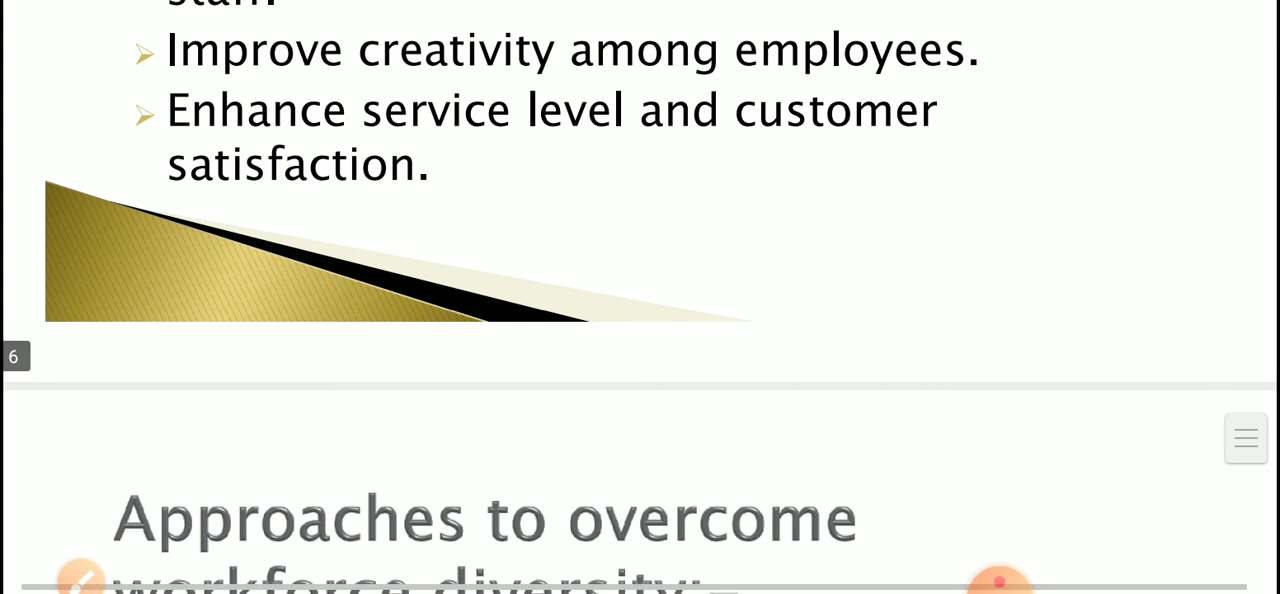 Improve creativity among employees.
Enhance service level and customer
satisfaction.
6
Approaches to overcome
workforce diversity:-